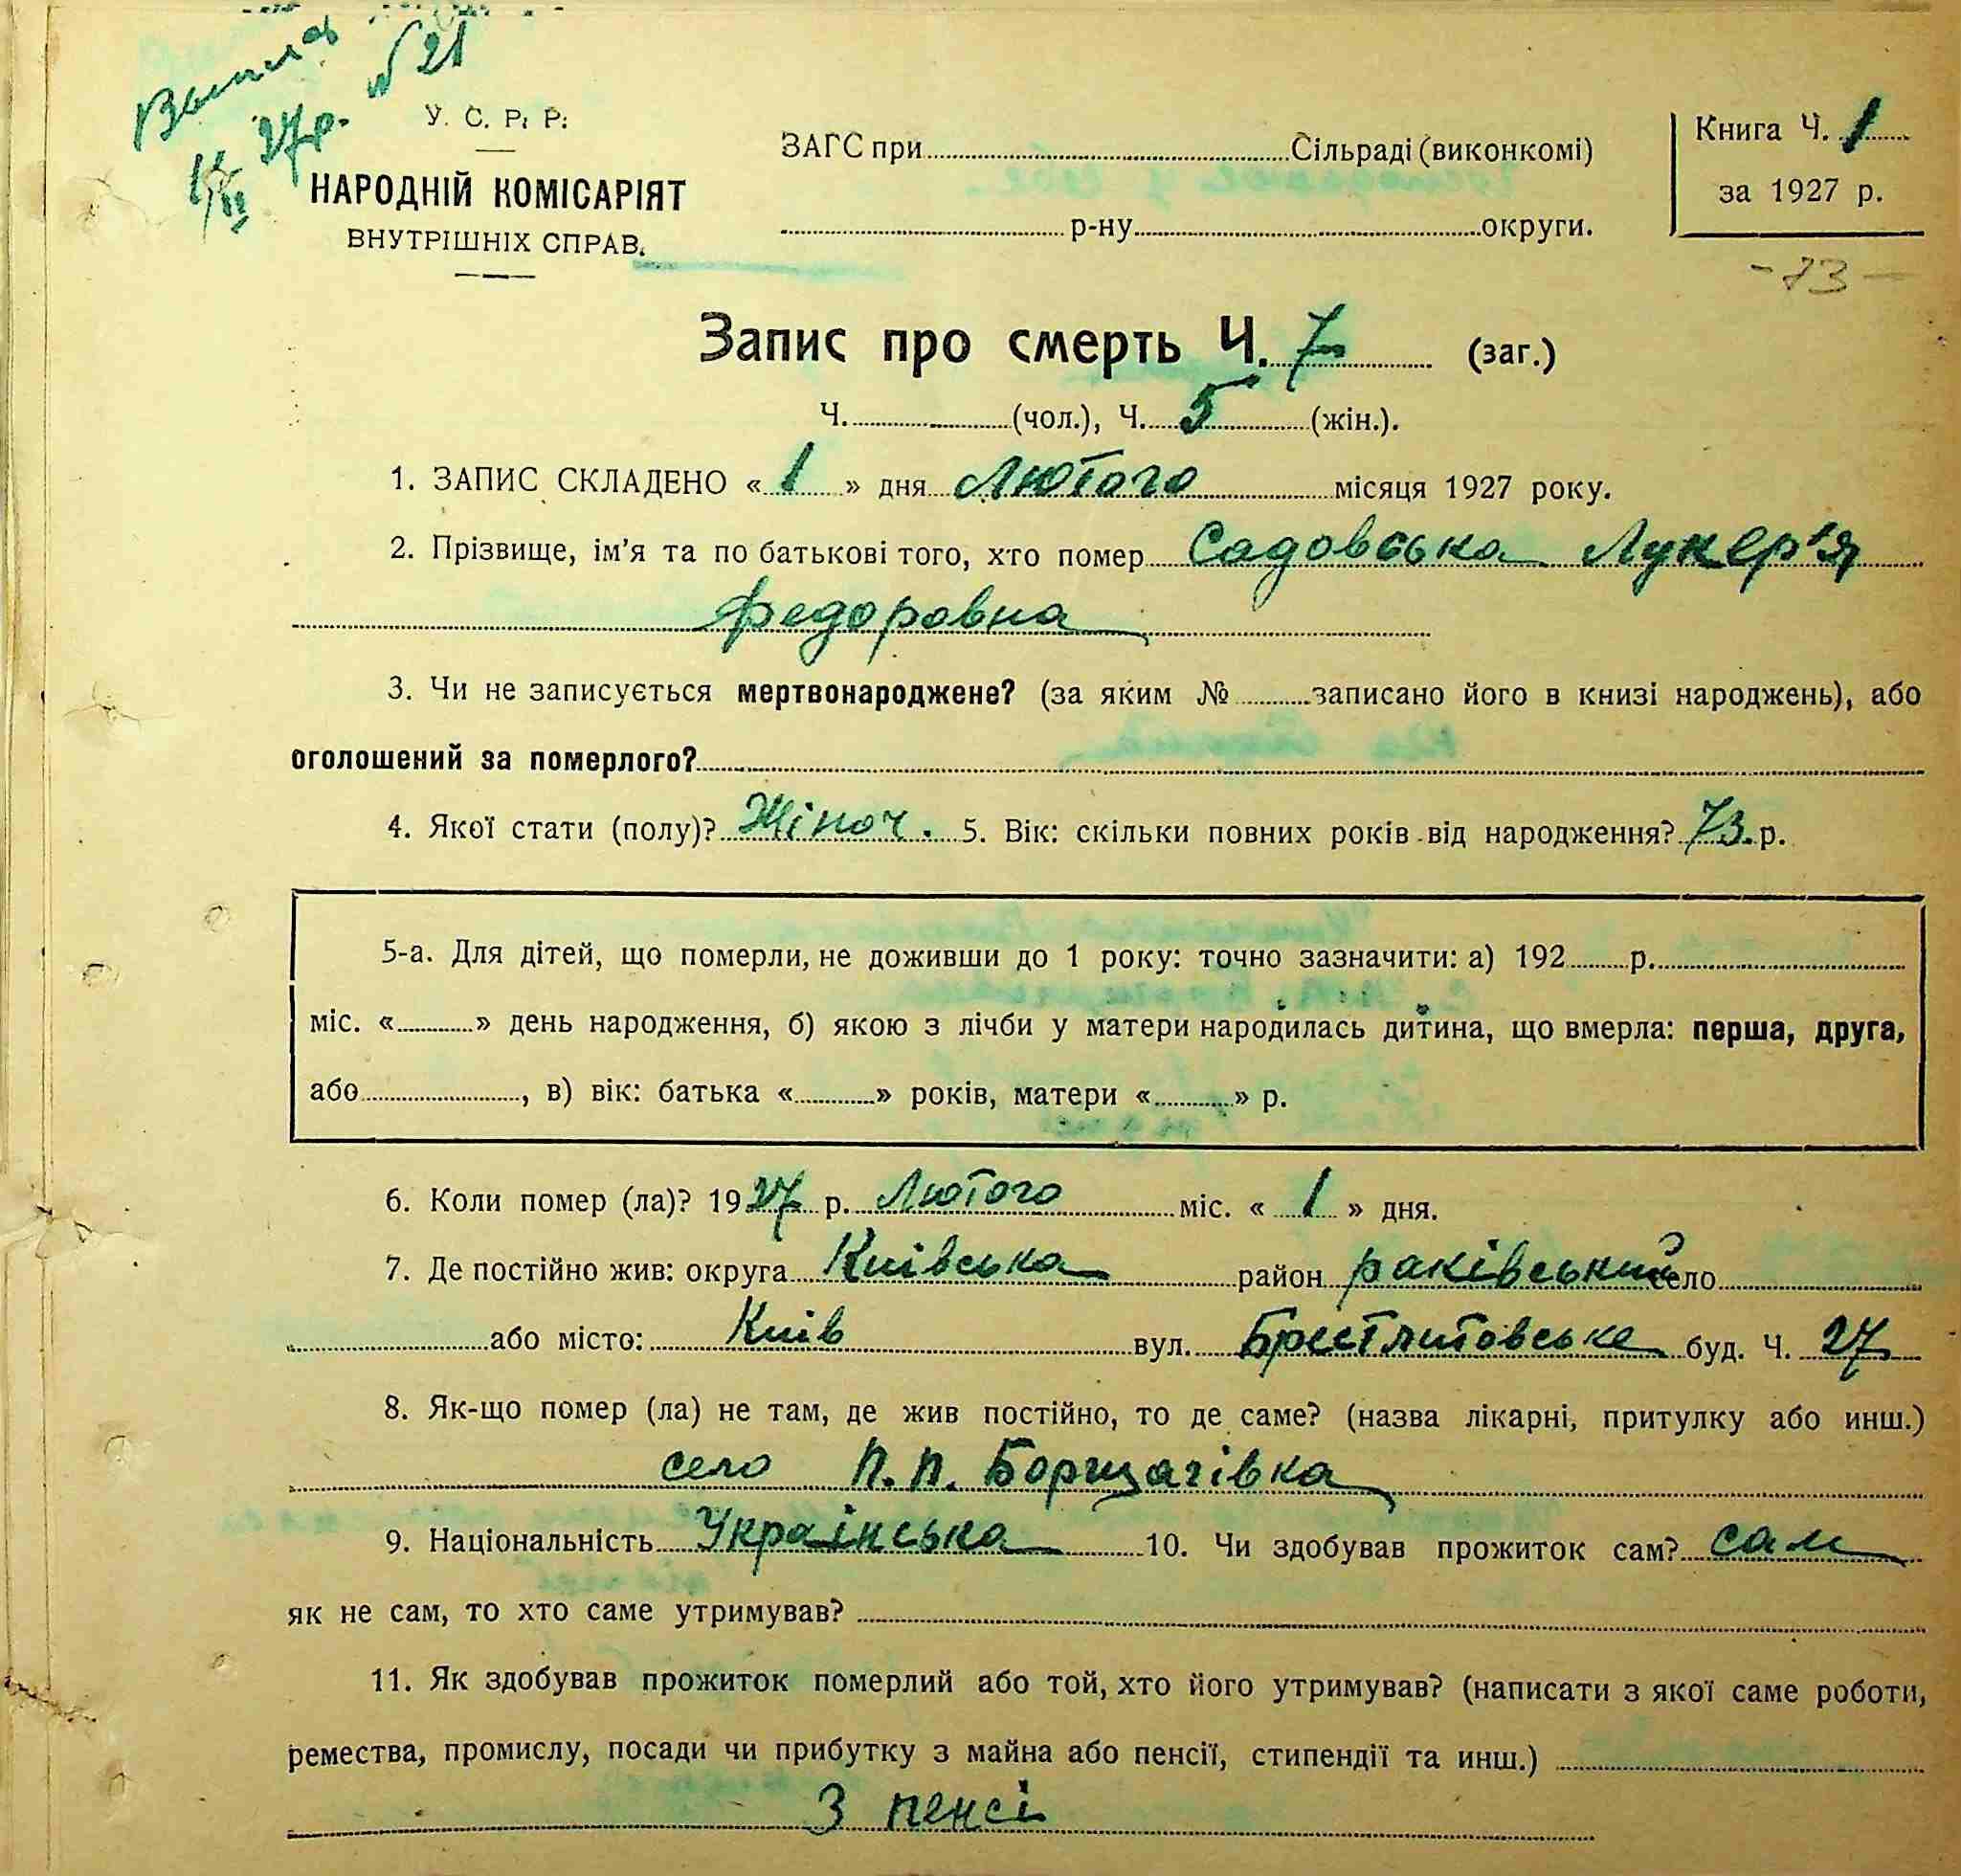 № 21
27р.
У. С. Р. Р.
НАРОДНІЙ КОМІСАРІЯТ
ВНУТРІШНІХ СПРАВ.
ЗАГС при Сільраді (виконкомі)
р-ну округи.
Книга Ч. 1
за 1927 р.
- 73 -
Запис про смерть Ч. 7 (заг.)
Ч. (чол.), Ч. 5 (жін.).
1. ЗАПИС СКЛАДЕНО « 1 » дня Лютого місяця 1927 року.
2. Прізвище, ім'я та по батькові того, хто помер Садовська Лукер'я
Федоровна
3. Чи не записується мертвонароджене? (за яким № записано його в книзі народжень), або
оголошений за померлого?
4. Якої стати (полу)? Жіноч. 5. Вік: скільки повних років від народження? 73 р.
5-а. Для дітей, що померли, не доживши до 1 року: точно зазначити: а) 192 р.
міс. « » день народження, б) якою з лічби у матери народилась дитина, що вмерла: перша, друга,
або , в) вік: батька « » років, матери « » р.
6. Коли помер (ла)? 1927 р. Лютого міс. « 1 » дня.
7. Де постійно жив: округа Київська район раківський село
або місто: Київ вул. Брестлитовське буд. Ч. 27
8. Як-що помер (ла) не там, де жив постійно, то де саме? (назва лікарні, притулку або инш.)
село П. П. Борщагівка
9. Національність Українська 10. Чи здобував прожиток сам? сам
як не сам, то хто саме утримував?
11. Як здобував прожиток померлий або той, хто його утримував? (написати з якої саме роботи,
ремества, промислу, посади чи прибутку з майна або пенсії, стипендії та инш.)
З пенсі